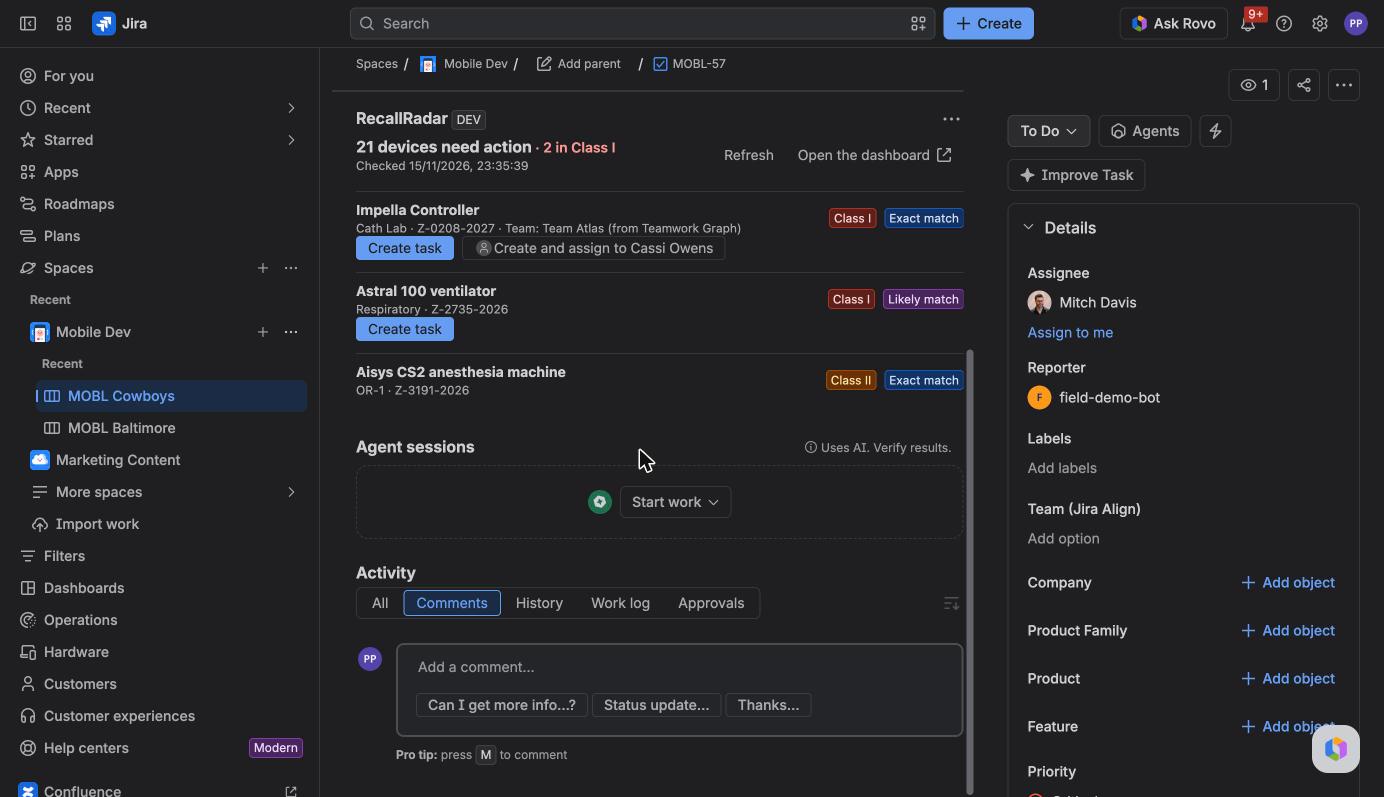 Jira
Search
Create
Ask Rovo
9+
PP
For you
Recent
Starred
Apps
Roadmaps
Plans
Spaces
Recent
Mobile Dev
Recent
MOBL Cowboys
MOBL Baltimore
Marketing Content
More spaces
Import work
Filters
Dashboards
Operations
Hardware
Customers
Customer experiences
Help centers Modern
Confluence
Spaces / Mobile Dev / Add parent / MOBL-57
RecallRadar DEV
21 devices need action · 2 in Class I
Checked 15/11/2026, 23:35:39
Refresh Open the dashboard
Impella Controller
Cath Lab · Z-0208-2027 · Team: Team Atlas (from Teamwork Graph)
Class I Exact match
Create task Create and assign to Cassi Owens
Astral 100 ventilator
Respiratory · Z-2735-2026
Class I Likely match
Create task
Aisys CS2 anesthesia machine
OR-1 · Z-3191-2026
Class II Exact match
Agent sessions
Uses AI. Verify results.
Start work
Activity
All Comments History Work log Approvals
PP
Add a comment...
Can I get more info...? Status update... Thanks...
Pro tip: press M to comment
1
To Do Agents
Improve Task
Details
Assignee
Mitch Davis
Assign to me
Reporter
F field-demo-bot
Labels
Add labels
Team (Jira Align)
Add option
Company Add object
Product Family Add object
Product Add object
Feature Add object
Priority